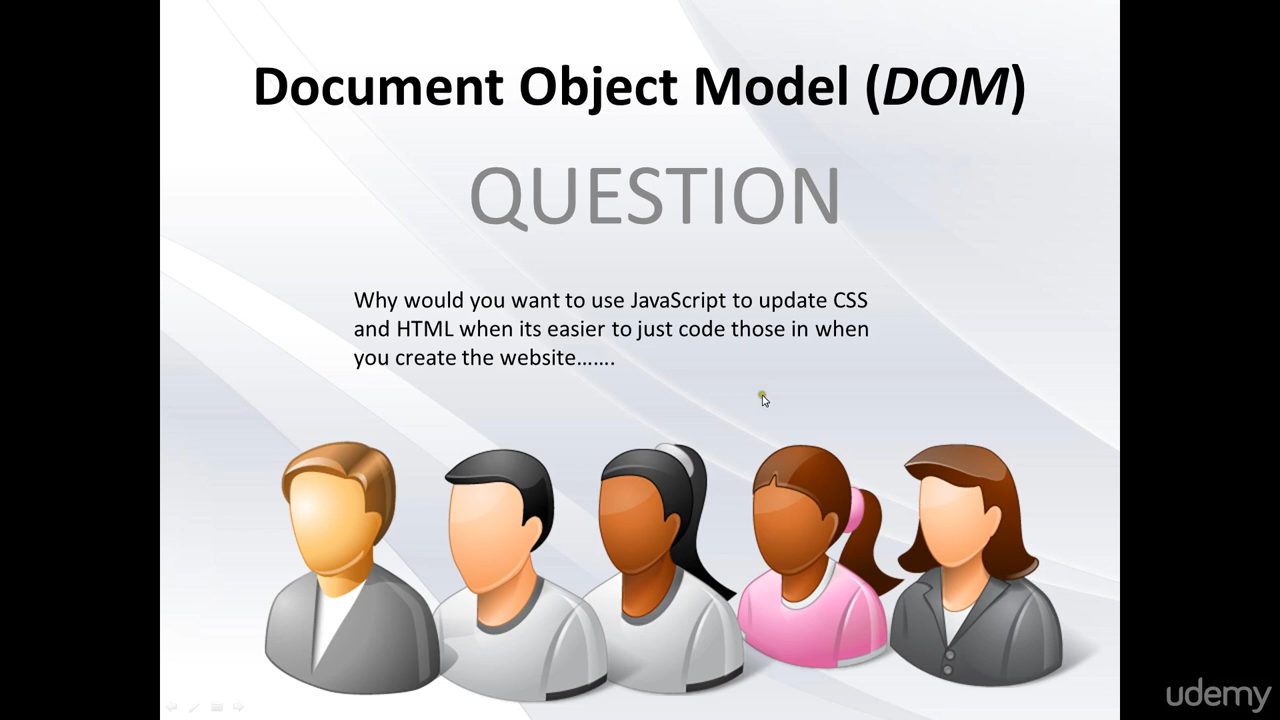 Document Object Model (DOM)
QUESTION
Why would you want to use JavaScript to update CSS
and HTML when its easier to just code those in when
you create the website…….
udemy